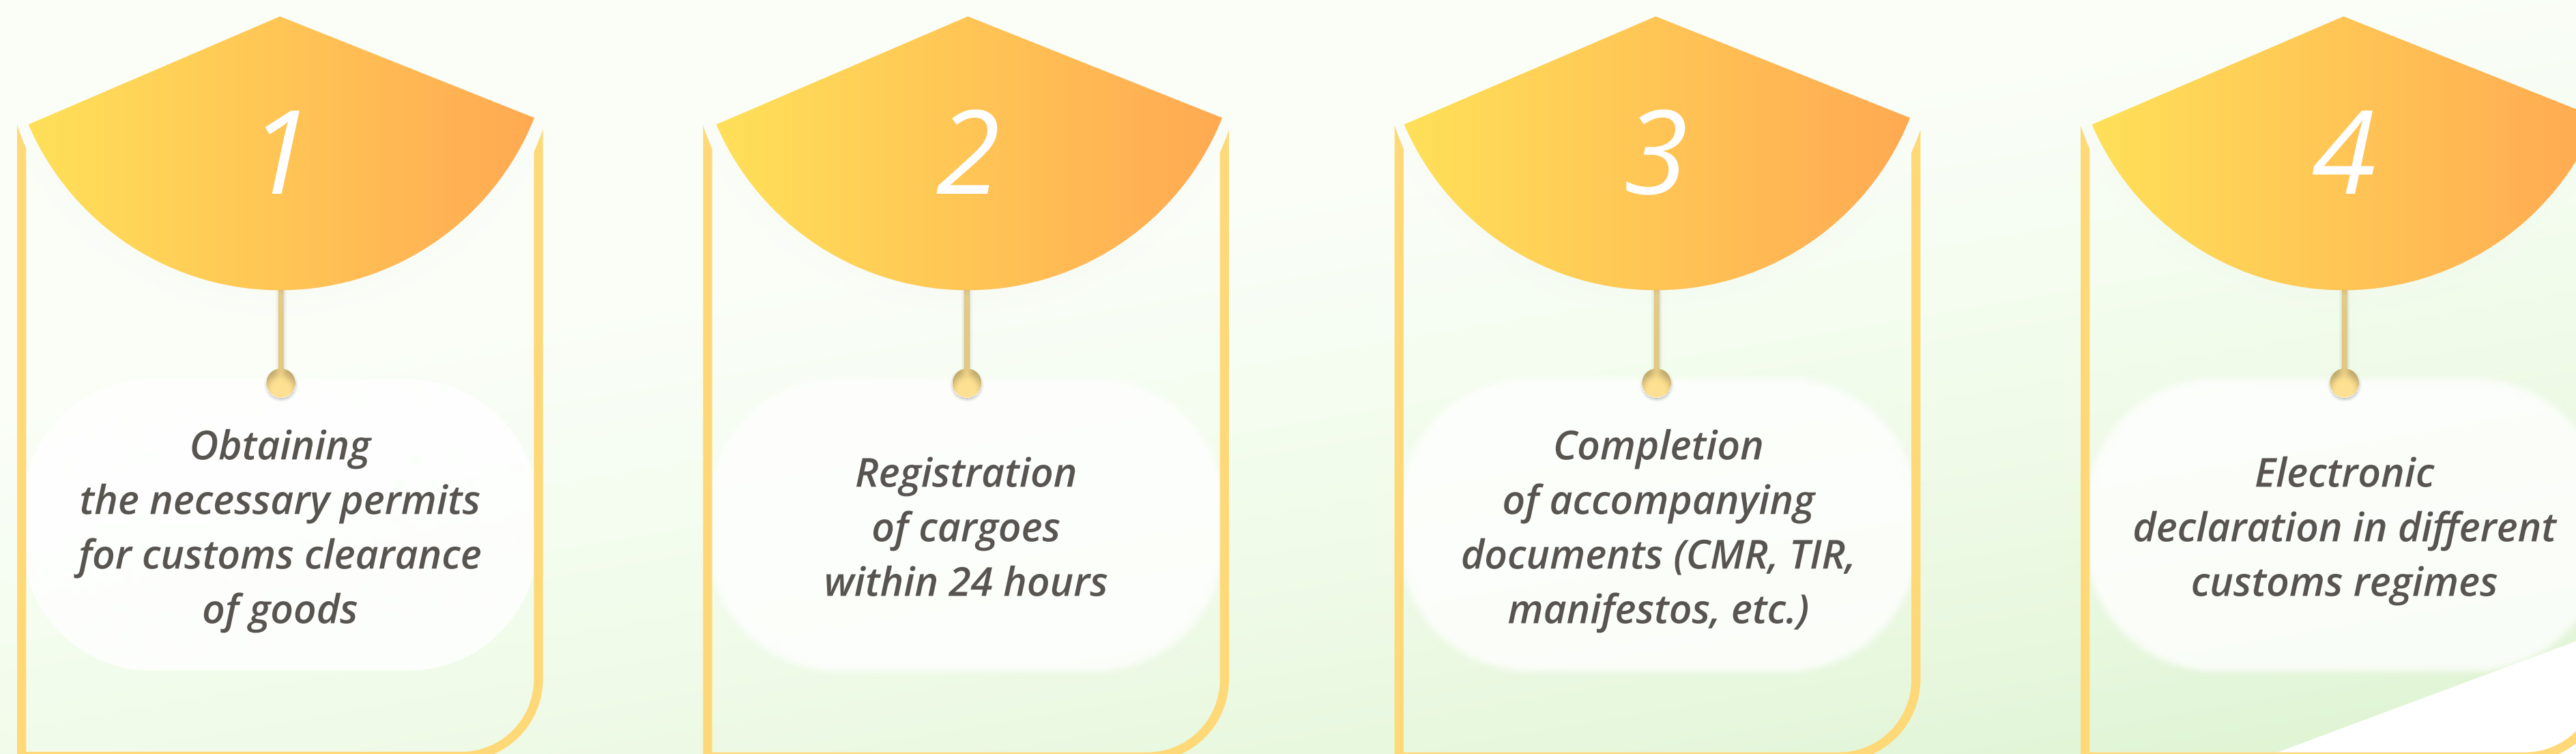 1
Obtaining
the necessary permits
for customs clearance
of goods
2
Registration
of cargoes
within 24 hours
3
Completion
of accompanying
documents (CMR, TIR,
manifestos, etc.)
4
Electronic
declaration in different
customs regimes